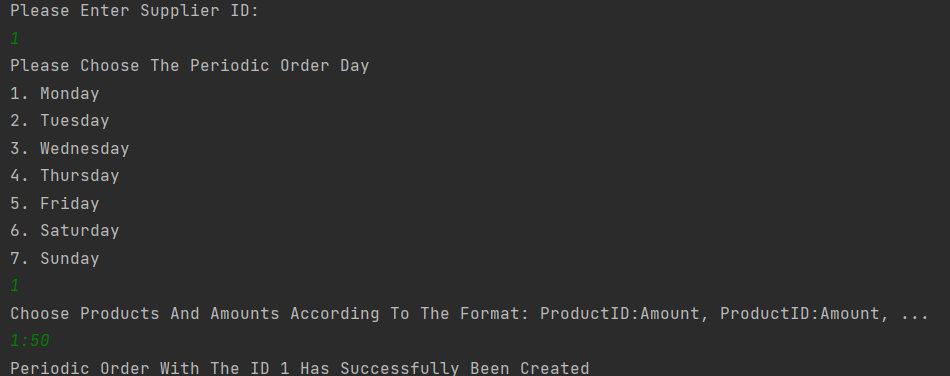 Please Enter Supplier ID:
1
Please Choose The Periodic Order Day
1. Monday
2. Tuesday
3. Wednesday
4. Thursday
5. Friday
6. Saturday
7. Sunday
1
Choose Products And Amounts According To The Format: ProductID:Amount, ProductID:Amount, ...
1:50
Periodic Order With The ID 1 Has Successfully Been Created